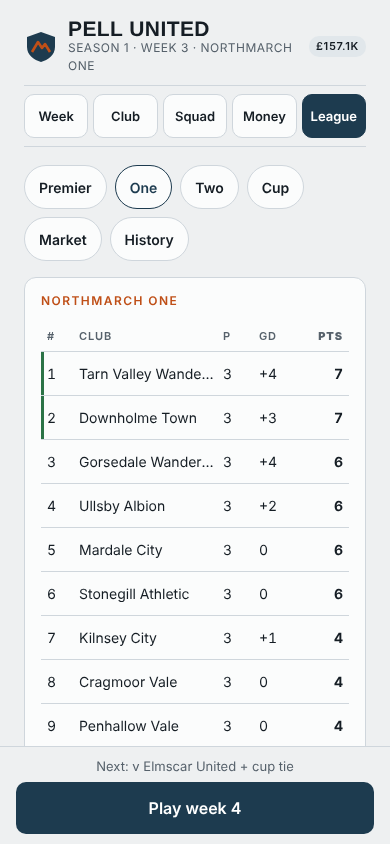 PELL UNITED
SEASON 1 · WEEK 3 · NORTHMARCH
ONE
£157.1K
Week Club Squad Money League
Premier One Two Cup
Market History
NORTHMARCH ONE
# CLUB P GD PTS
1 Tarn Valley Wande... 3 +4 7
2 Downholme Town 3 +3 7
3 Gorsedale Wander... 3 +4 6
4 Ullsby Albion 3 +2 6
5 Mardale City 3 0 6
6 Stonegill Athletic 3 0 6
7 Kilnsey City 3 +1 4
8 Cragmoor Vale 3 0 4
9 Penhallow Vale 3 0 4
Next: v Elmscar United + cup tie
Play week 4